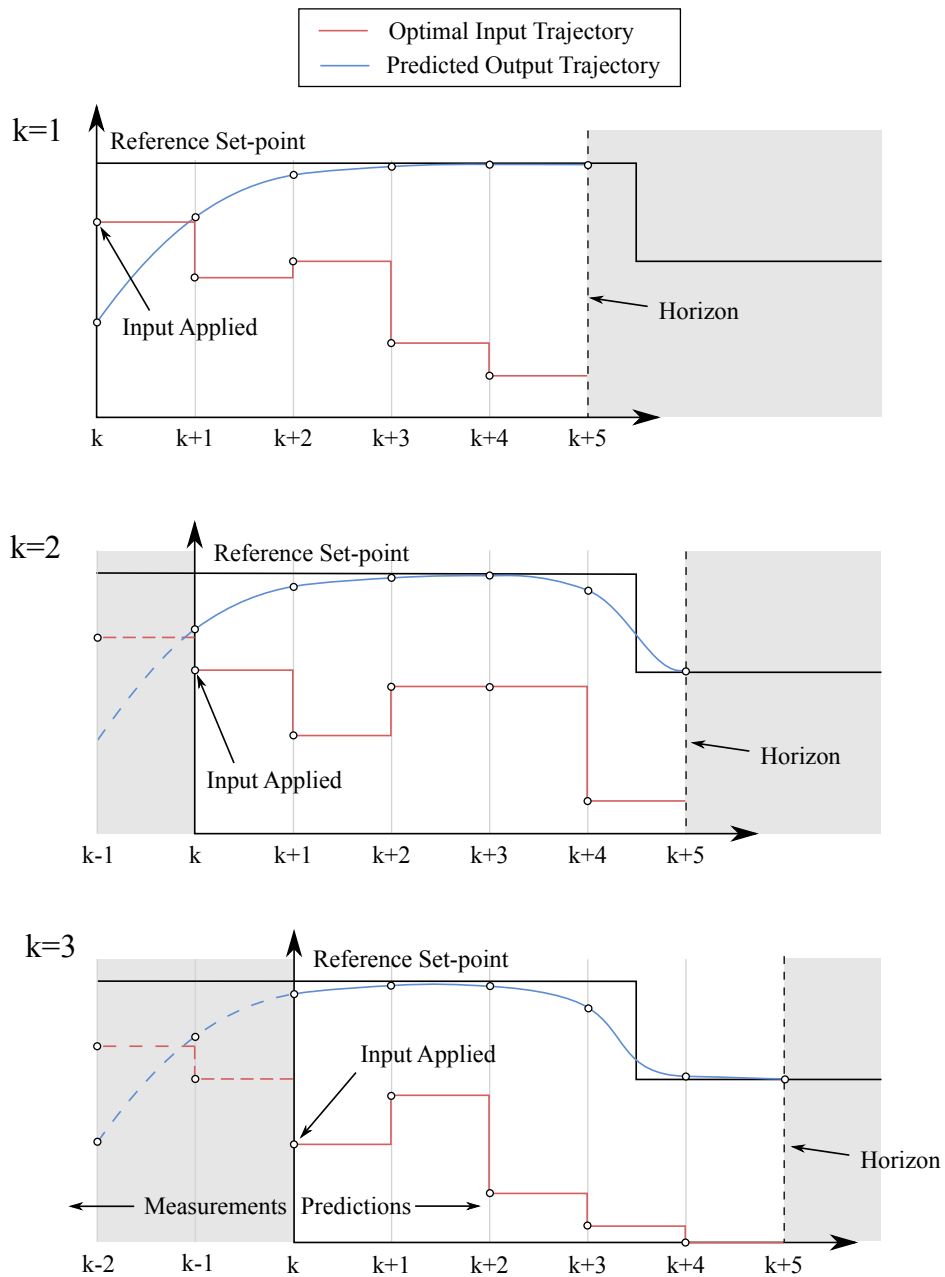 Optimal Input Trajectory
Predicted Output Trajectory
k=1
Reference Set-point
Input Applied
Horizon
k
k+1
k+2
k+3
k+4
k+5
k=2
Reference Set-point
Input Applied
Horizon
k-1
k
k+1
k+2
k+3
k+4
k+5
k=3
Reference Set-point
Input Applied
Horizon
Measurements
Predictions
k-2
k-1
k
k+1
k+2
k+3
k+4
k+5